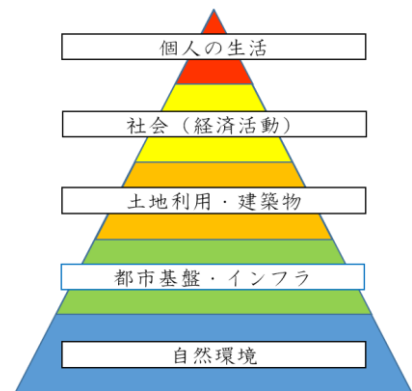 個人の生活
社会（経済活動）
土地利用・建築物
都市基盤・インフラ
自然環境